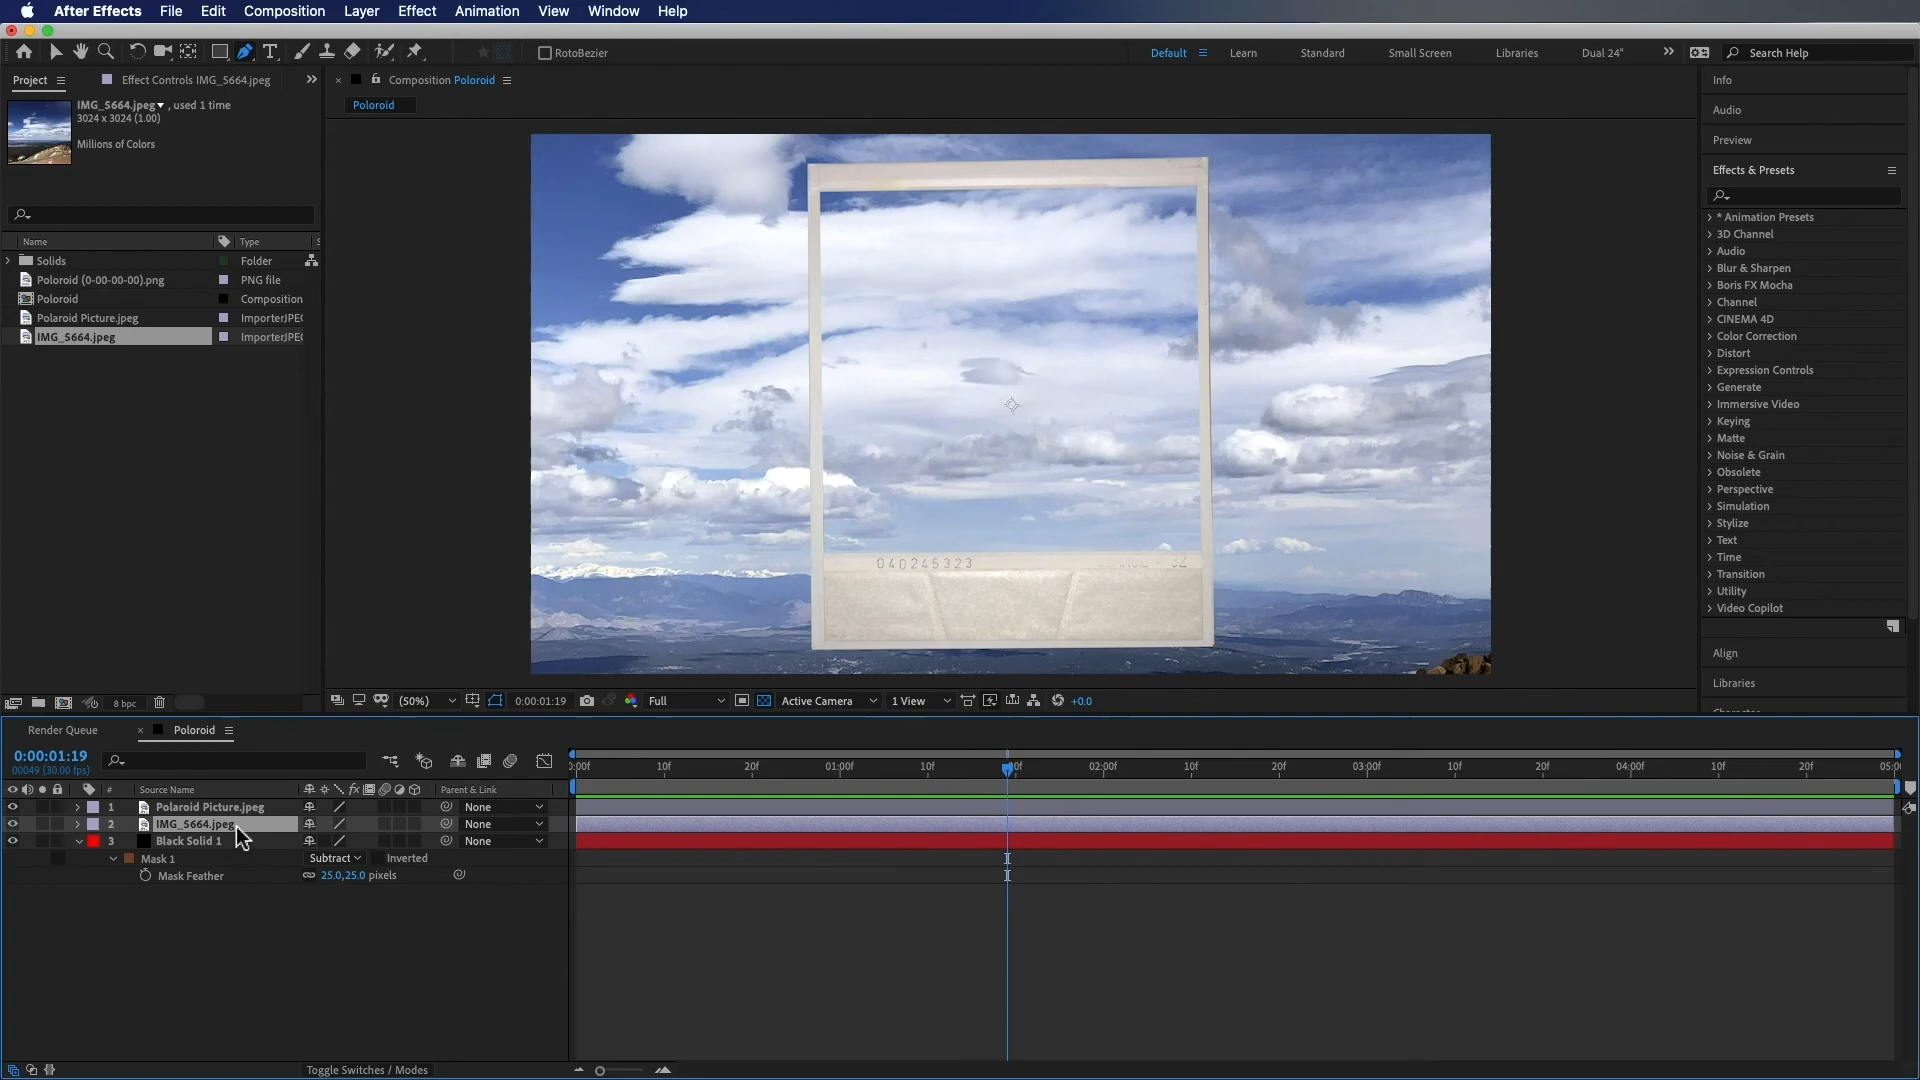 After Effects File Edit Composition Layer Effect Animation View Window Help
RotoBezier Default Learn Standard Small Screen Libraries Dual 24" Search Help
Project Effect Controls IMG_5664.jpeg
Composition Poloroid
Info
IMG_5664.jpeg , used 1 time
3024 x 3024 (1.00)
Millions of Colors
Poloroid
Audio
Preview
Effects & Presets
Name Type
Solids Folder
Poloroid (0-00-00-00).png PNG file
Poloroid Composition
Polaroid Picture.jpeg ImporterJPE
IMG_5664.jpeg ImporterJPE
* Animation Presets
3D Channel
Audio
Blur & Sharpen
Boris FX Mocha
Channel
CINEMA 4D
Color Correction
Distort
Expression Controls
Generate
Immersive Video
Keying
Matte
Noise & Grain
Obsolete
Perspective
Simulation
Stylize
Text
Time
Transition
Utility
Video Copilot
Align
Libraries
040245323
8 bpc
(50%) 0:00:01:19 Full Active Camera 1 View +0.0
Render Queue Poloroid
0:00:01:19
00049 (30.00 fps)
:00f 10f 20f 01:00f 10f 02:00f 10f 20f 03:00f 10f 20f 04:00f 10f 20f 05:0
# Source Name Parent & Link
1 Polaroid Picture.jpeg None
2 IMG_5664.jpeg None
3 Black Solid 1 None
Mask 1 Subtract Inverted
Mask Feather 25.0,25.0 pixels
Toggle Switches / Modes